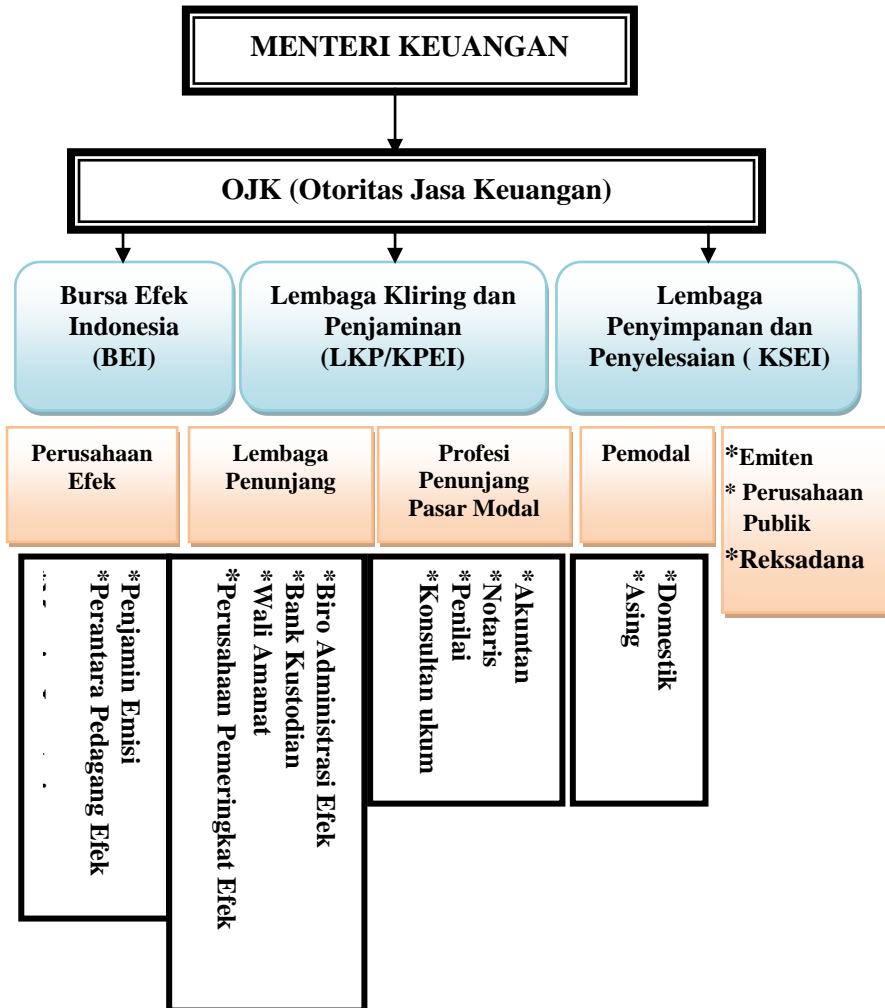 MENTERI KEUANGAN
OJK (Otoritas Jasa Keuangan)
Bursa Efek
Indonesia
(BEI)
Lembaga Kliring dan
Penjaminan
(LKP/KPEI)
Lembaga
Penyimpanan dan
Penyelesaian ( KSEI)
Perusahaan
Efek
Lembaga
Penunjang
Profesi
Penunjang
Pasar Modal
Pemodal
*Emiten
* Perusahaan
Publik
*Reksadana
*Penjamin Emisi
*Perantara Pedagang Efek
*Biro Administrasi Efek
*Bank Kustodian
*Wali Amanat
*Perusahaan Pemeringkat Efek
*Akuntan
*Notaris
*Penilai
*Konsultan ukum
*Domestik
*Asing